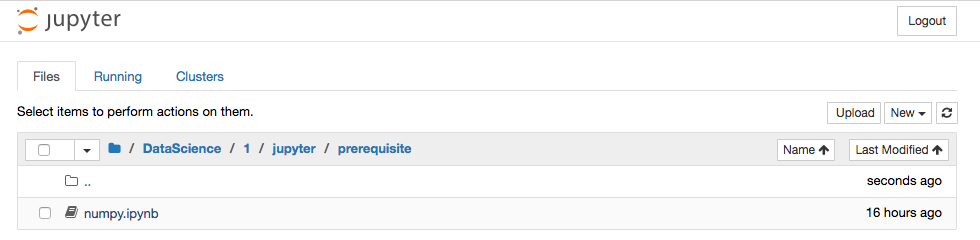 jupyter
Logout
Files Running Clusters
Select items to perform actions on them.
Upload New
/ DataScience / 1 / jupyter / prerequisite Name Last Modified
.. seconds ago
numpy.ipynb 16 hours ago